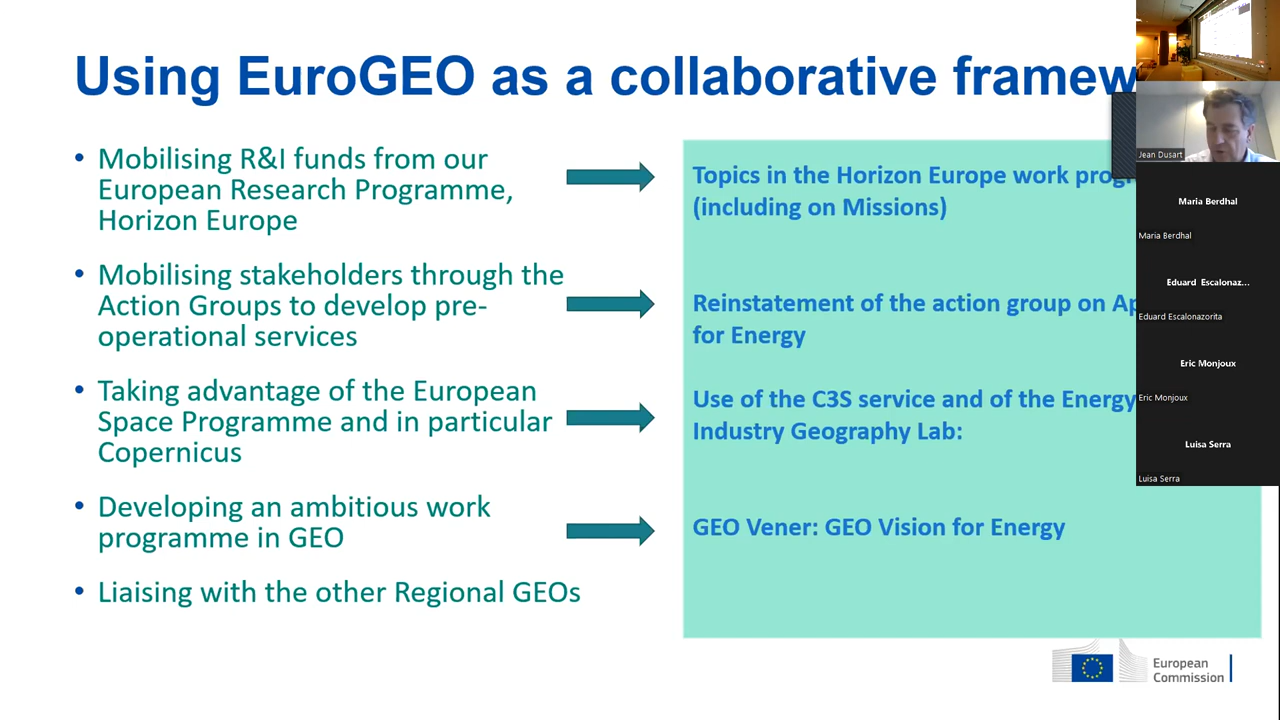 Using EuroGEO as a collaborative
• Mobilising R&I funds from our
European Research Programme,
Horizon Europe
Topics in the Horizon Europe work
(including on Missions)
• Mobilising stakeholders through the
Action Groups to develop pre-
operational services
Reinstatement of the action group on
for Energy
• Taking advantage of the European
Space Programme and in particular
Copernicus
Use of the C3S service and of the Energy
Industry Geography Lab:
• Developing an ambitious work
programme in GEO
GEO Vener: GEO Vision for Energy
• Liaising with the other Regional GEOs
European
Commission
Jean Dusart
Maria Berdhal
Maria Berdhal
Eduard Escalonaz...
Eduard Escalonazorita
Eric Monjoux
Eric Monjoux
Luisa Serra
Luisa Serra